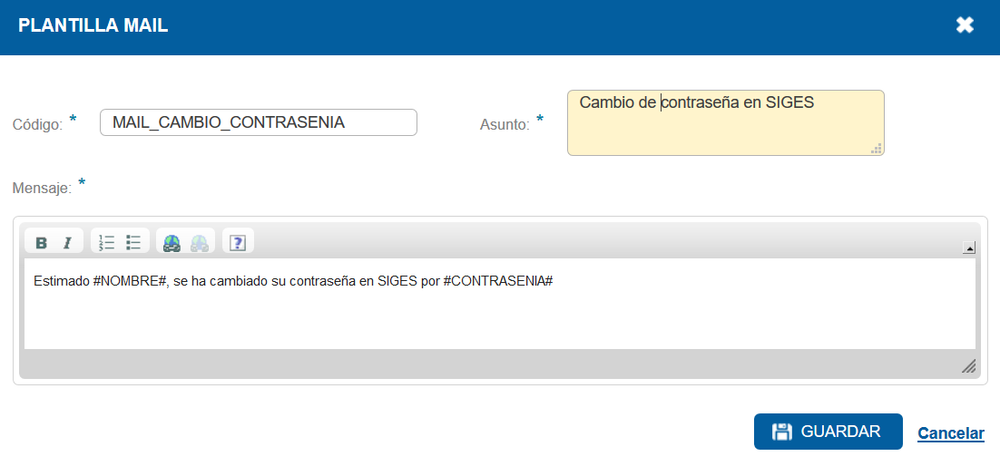 PLANTILLA MAIL
Código: * MAIL_CAMBIO_CONTRASENIA
Asunto: * Cambio de contraseña en SIGES
Mensaje: *
B I
Estimado #NOMBRE#, se ha cambiado su contraseña en SIGES por #CONTRASENIA#
GUARDAR Cancelar